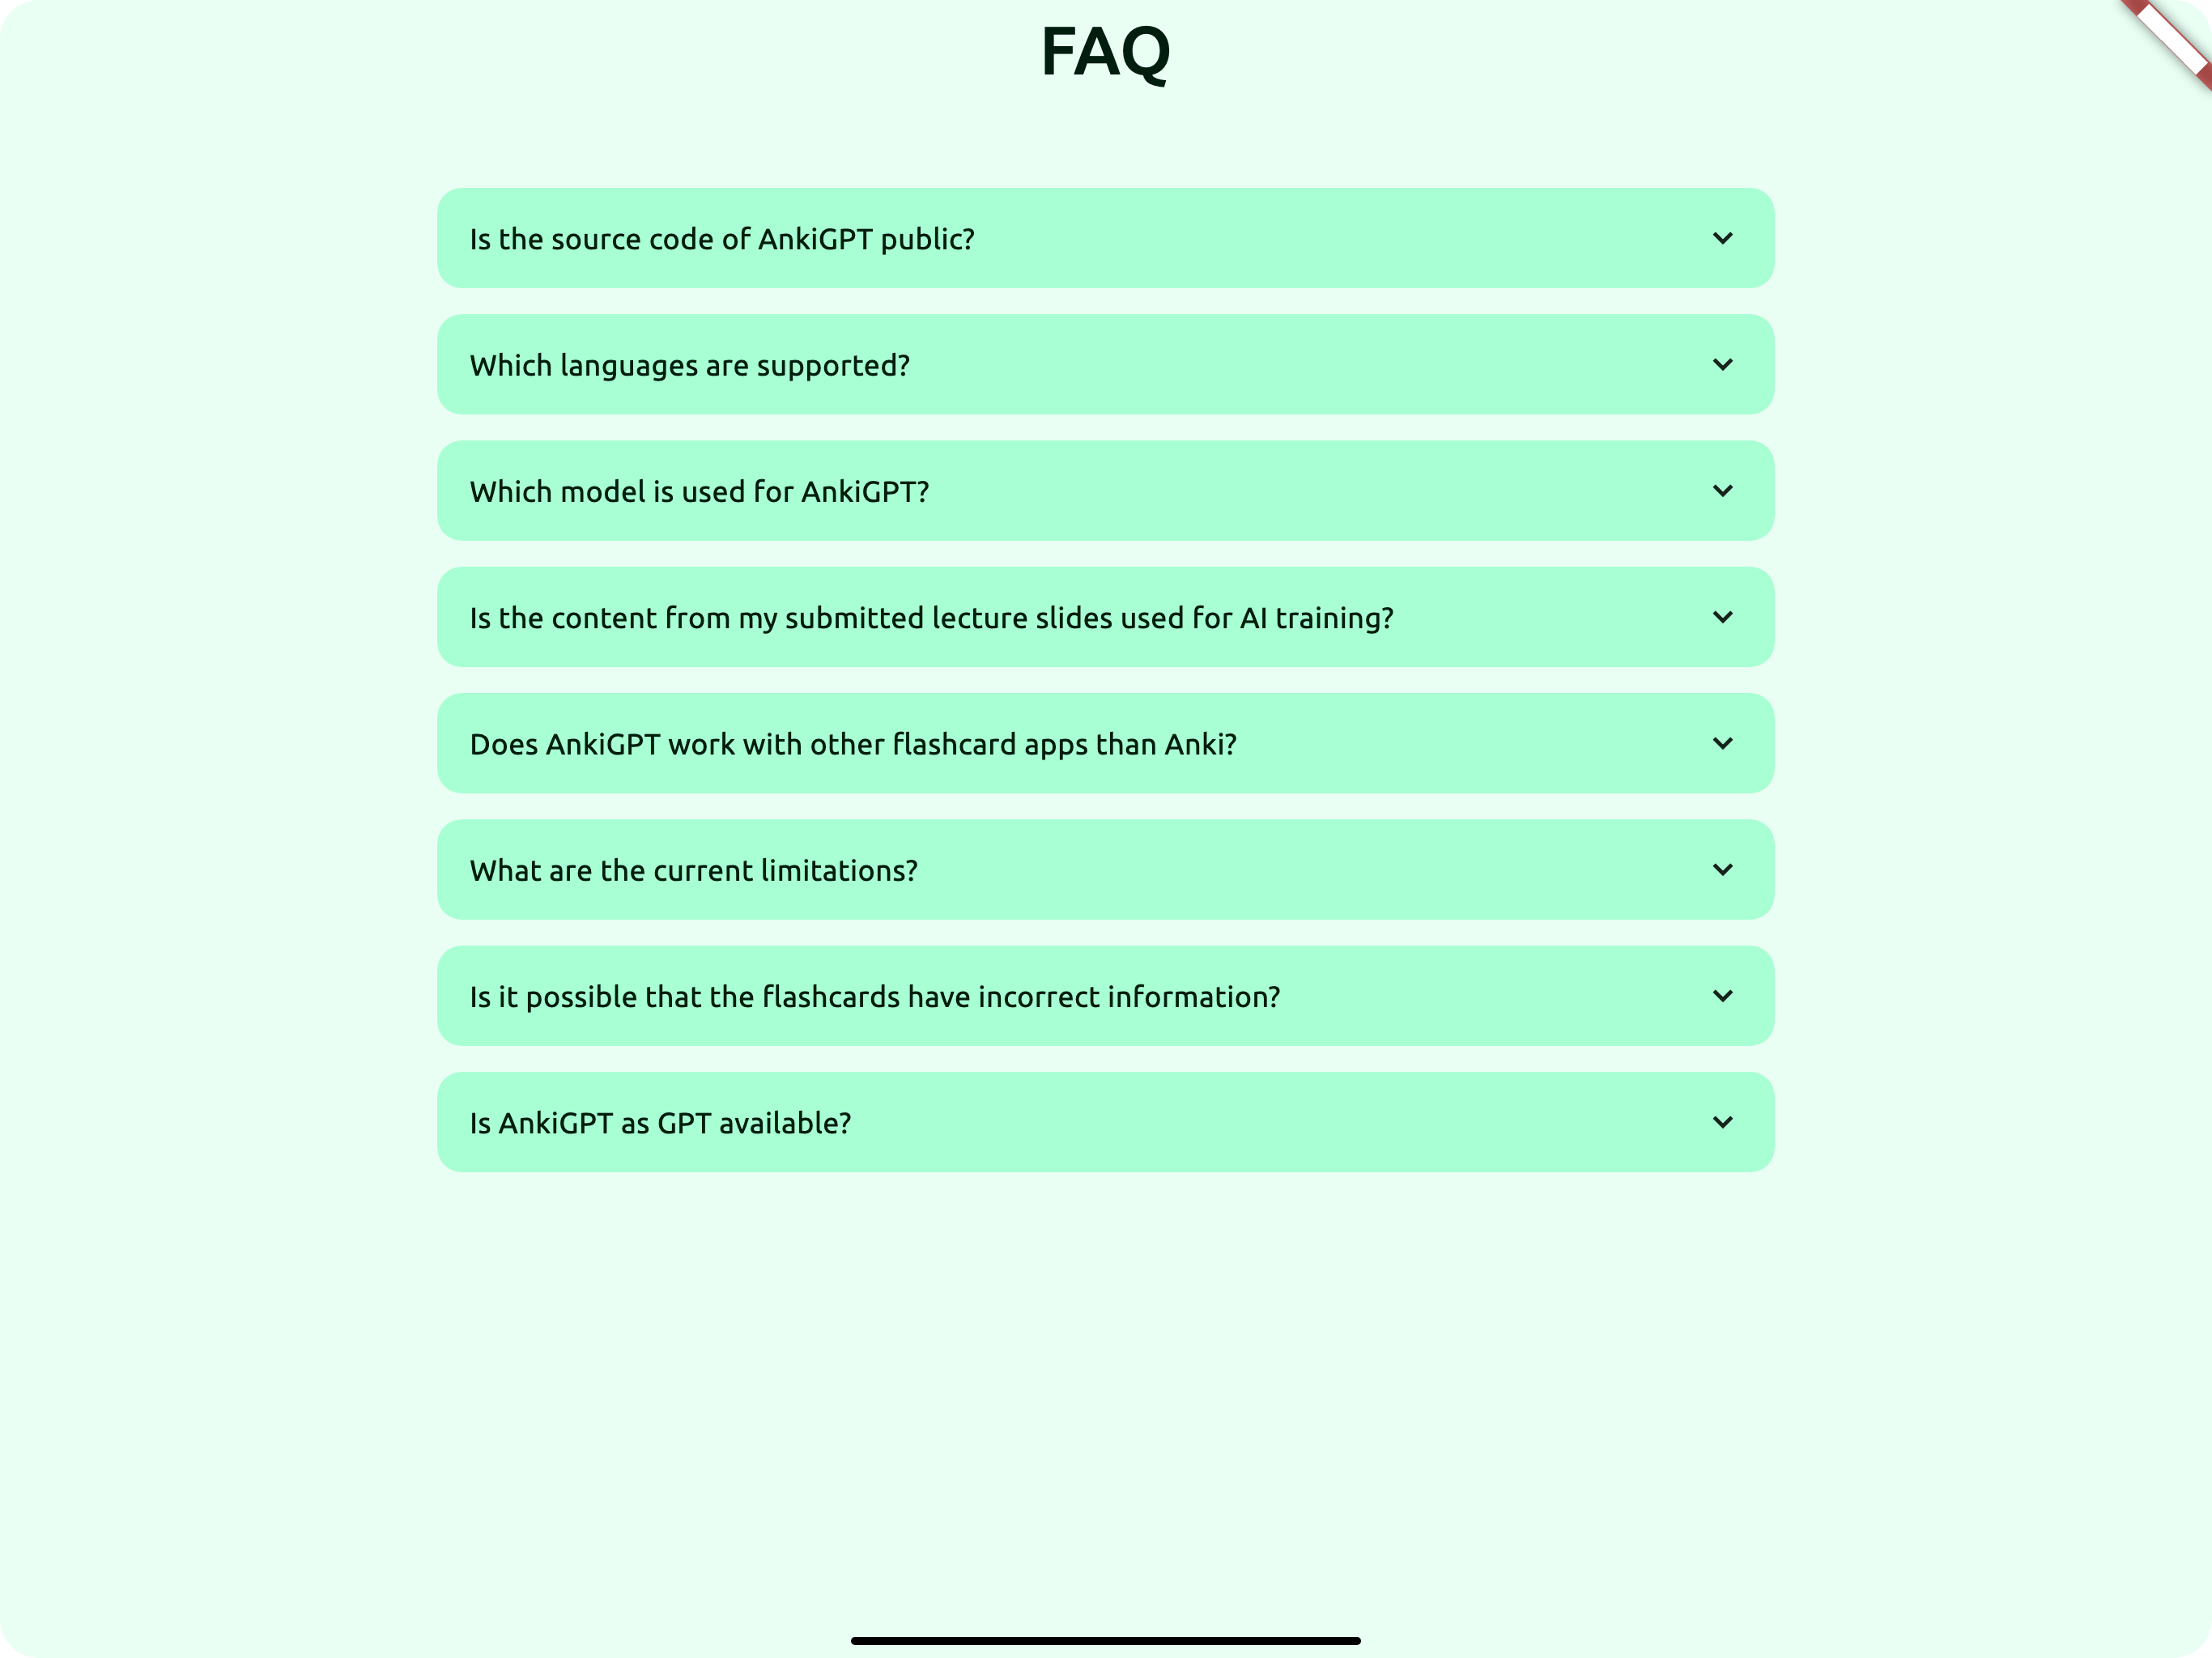 FAQ
Is the source code of AnkiGPT public?
Which languages are supported?
Which model is used for AnkiGPT?
Is the content from my submitted lecture slides used for AI training?
Does AnkiGPT work with other flashcard apps than Anki?
What are the current limitations?
Is it possible that the flashcards have incorrect information?
Is AnkiGPT as GPT available?